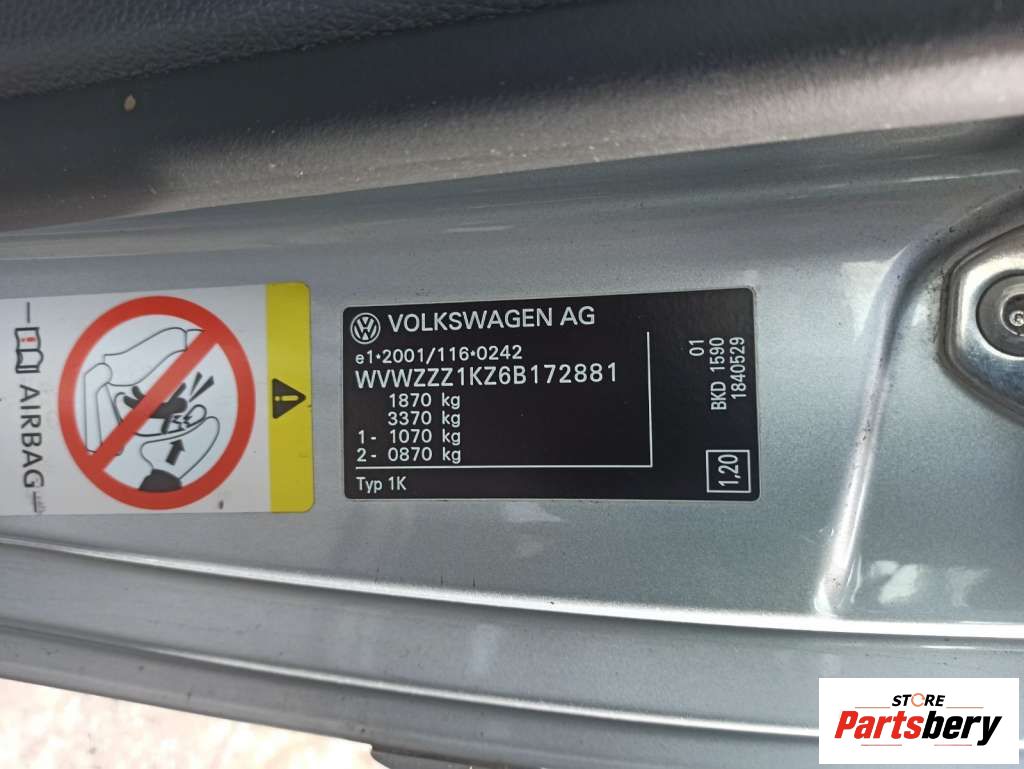 AIRBAG
VOLKSWAGEN AG
e1•2001/116•0242
WVWZZZ1KZ6B172881
1870 kg
3370 kg
1- 1070 kg
2- 0870 kg
Typ 1K
01
BKD 1590
1840529
1,20
STORE
Partsbery